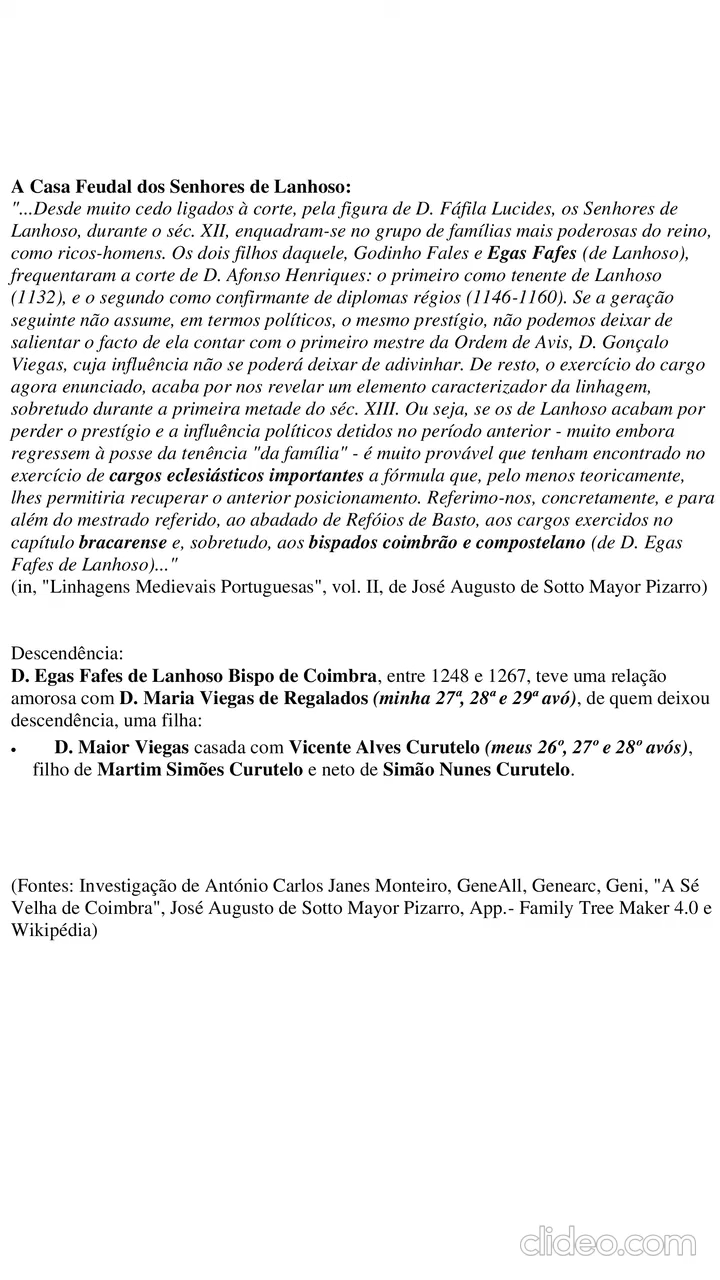 A Casa Feudal dos Senhores de Lanhoso:
"...Desde muito cedo ligados à corte, pela figura de D. Fáfila Lucides, os Senhores de
Lanhoso, durante o séc. XII, enquadram-se no grupo de famílias mais poderosas do reino,
como ricos-homens. Os dois filhos daquele, Godinho Fales e Egas Fafes (de Lanhoso),
frequentaram a corte de D. Afonso Henriques: o primeiro como tenente de Lanhoso
(1132), e o segundo como confirmante de diplomas régios (1146-1160). Se a geração
seguinte não assume, em termos políticos, o mesmo prestígio, não podemos deixar de
salientar o facto de ela contar com o primeiro mestre da Ordem de Avis, D. Gonçalo
Viegas, cuja influência não se poderá deixar de adivinhar. De resto, o exercício do cargo
agora enunciado, acaba por nos revelar um elemento caracterizador da linhagem,
sobretudo durante a primeira metade do séc. XIII. Ou seja, se os de Lanhoso acabam por
perder o prestígio e a influência políticos detidos no período anterior - muito embora
regressem à posse da tenência "da família" - é muito provável que tenham encontrado no
exercício de cargos eclesiásticos importantes a fórmula que, pelo menos teoricamente,
lhes permitiria recuperar o anterior posicionamento. Referimo-nos, concretamente, e para
além do mestrado referido, ao abadado de Refóios de Basto, aos cargos exercidos no
capítulo bracarense e, sobretudo, aos bispados coimbrão e compostelano (de D. Egas
Fafes de Lanhoso)..."
(in, "Linhagens Medievais Portuguesas", vol. II, de José Augusto de Sotto Mayor Pizarro)
Descendência:
D. Egas Fafes de Lanhoso Bispo de Coimbra, entre 1248 e 1267, teve uma relação
amorosa com D. Maria Viegas de Regalados (minha 27ª, 28ª e 29ª avó), de quem deixou
descendência, uma filha:
• D. Maior Viegas casada com Vicente Alves Curutelo (meus 26º, 27º e 28º avós),
filho de Martim Simões Curutelo e neto de Simão Nunes Curutelo.
(Fontes: Investigação de António Carlos Janes Monteiro, GeneAll, Genearc, Geni, "A Sé
Velha de Coimbra", José Augusto de Sotto Mayor Pizarro, App.- Family Tree Maker 4.0 e
Wikipédia)
clideo.com